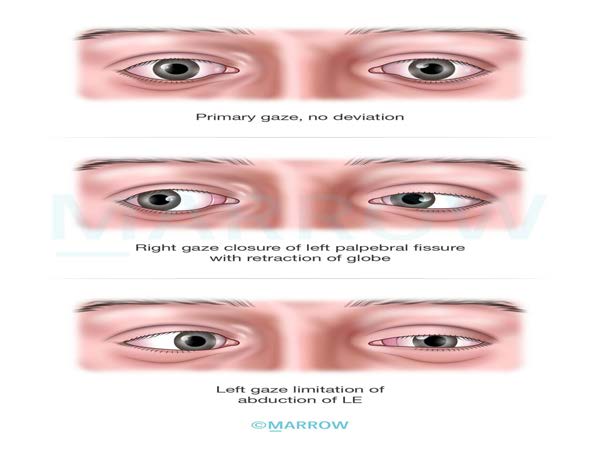 Primary gaze, no deviation
MARROW
Right gaze closure of left palpebral fissure
with retraction of globe
Left gaze limitation of
abduction of LE
©MARROW